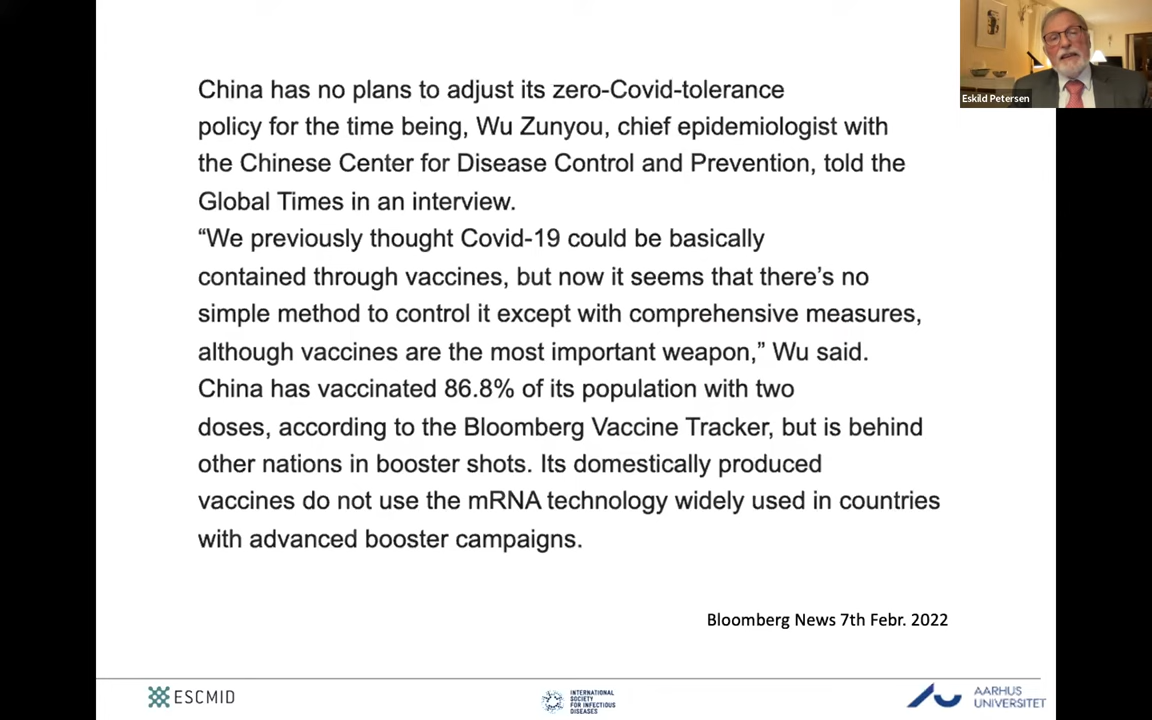 China has no plans to adjust its zero-Covid-tolerance
policy for the time being, Wu Zunyou, chief epidemiologist with
the Chinese Center for Disease Control and Prevention, told the
Global Times in an interview.
“We previously thought Covid-19 could be basically
contained through vaccines, but now it seems that there’s no
simple method to control it except with comprehensive measures,
although vaccines are the most important weapon,” Wu said.
China has vaccinated 86.8% of its population with two
doses, according to the Bloomberg Vaccine Tracker, but is behind
other nations in booster shots. Its domestically produced
vaccines do not use the mRNA technology widely used in countries
with advanced booster campaigns.
Bloomberg News 7th Febr. 2022
Eskild Petersen
ESCMID
INTERNATIONAL
SOCIETY
FOR INFECTIOUS
DISEASES
AARHUS
UNIVERSITET